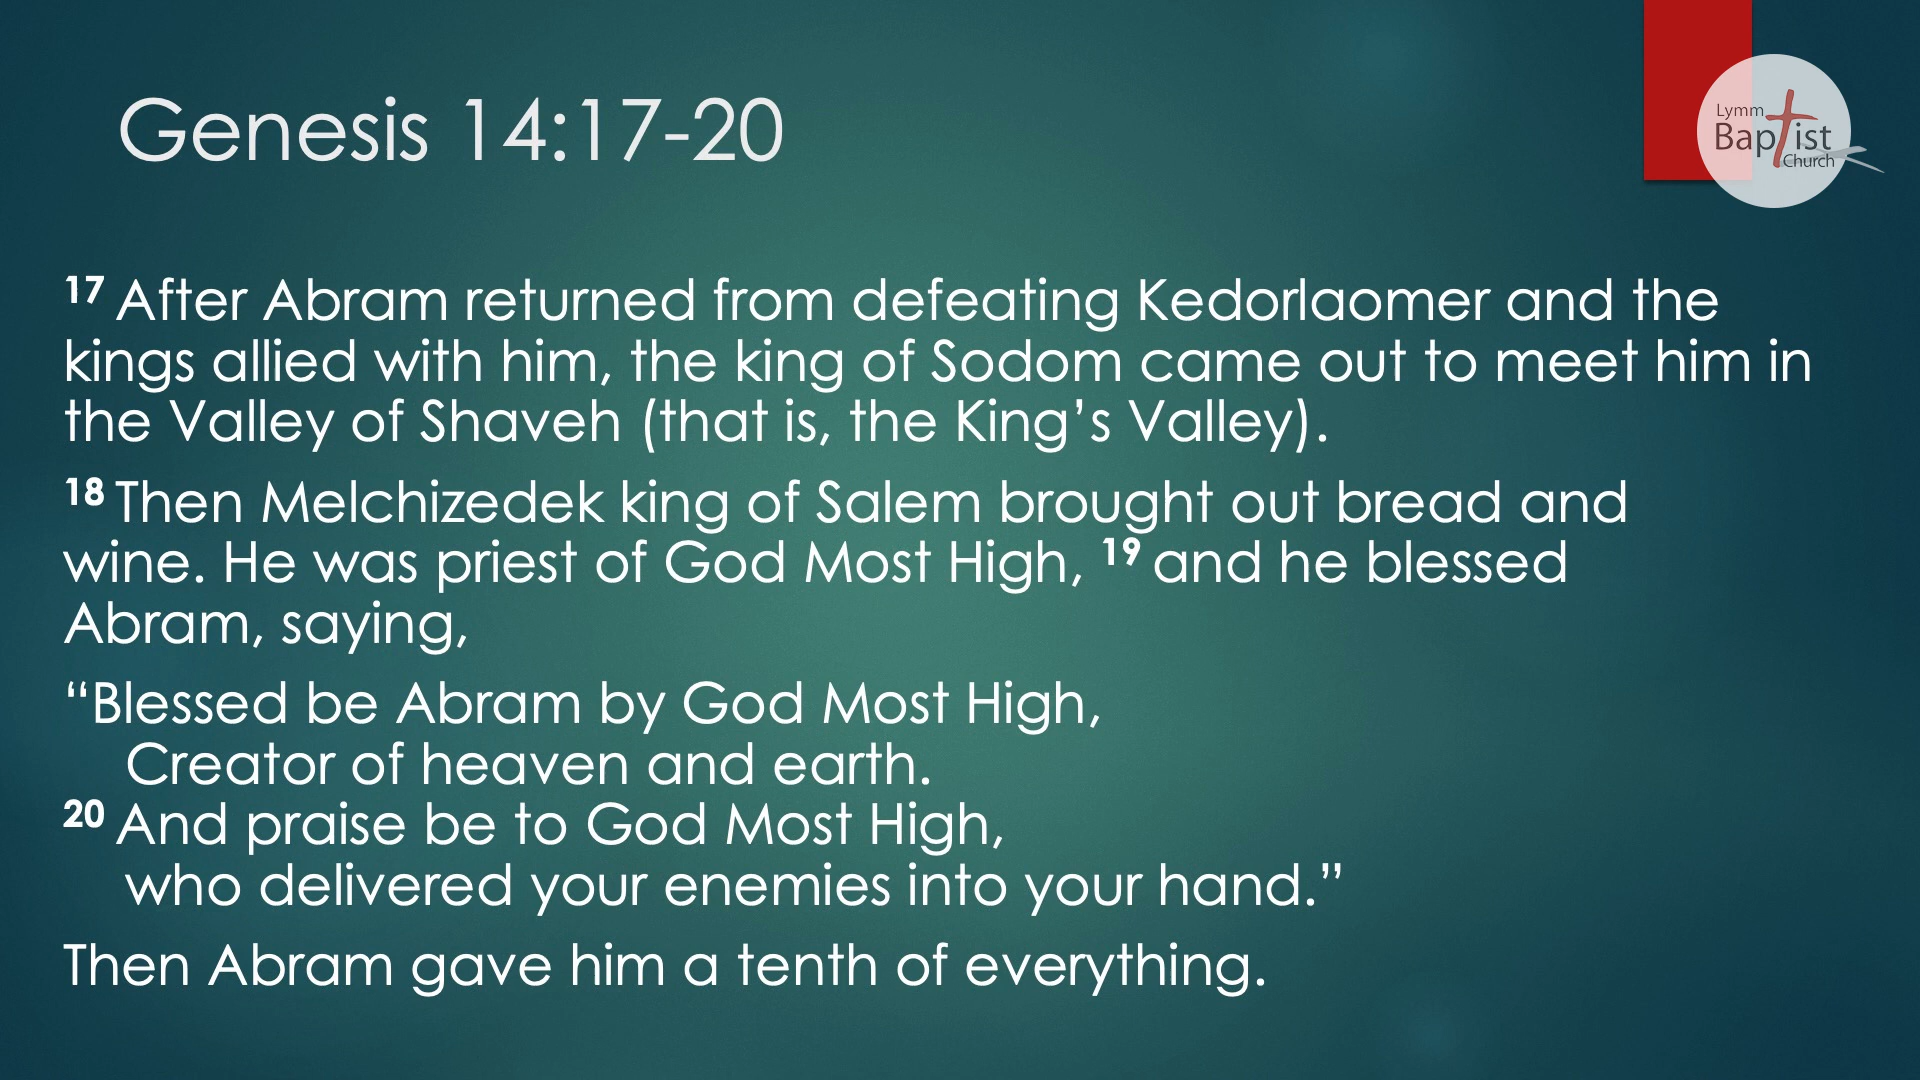 Genesis 14:17-20
Lymm
Baptist
Church
17 After Abram returned from defeating Kedorlaomer and the
kings allied with him, the king of Sodom came out to meet him in
the Valley of Shaveh (that is, the King’s Valley).
18 Then Melchizedek king of Salem brought out bread and
wine. He was priest of God Most High, 19 and he blessed
Abram, saying,
“Blessed be Abram by God Most High,
Creator of heaven and earth.
20 And praise be to God Most High,
who delivered your enemies into your hand.”
Then Abram gave him a tenth of everything.